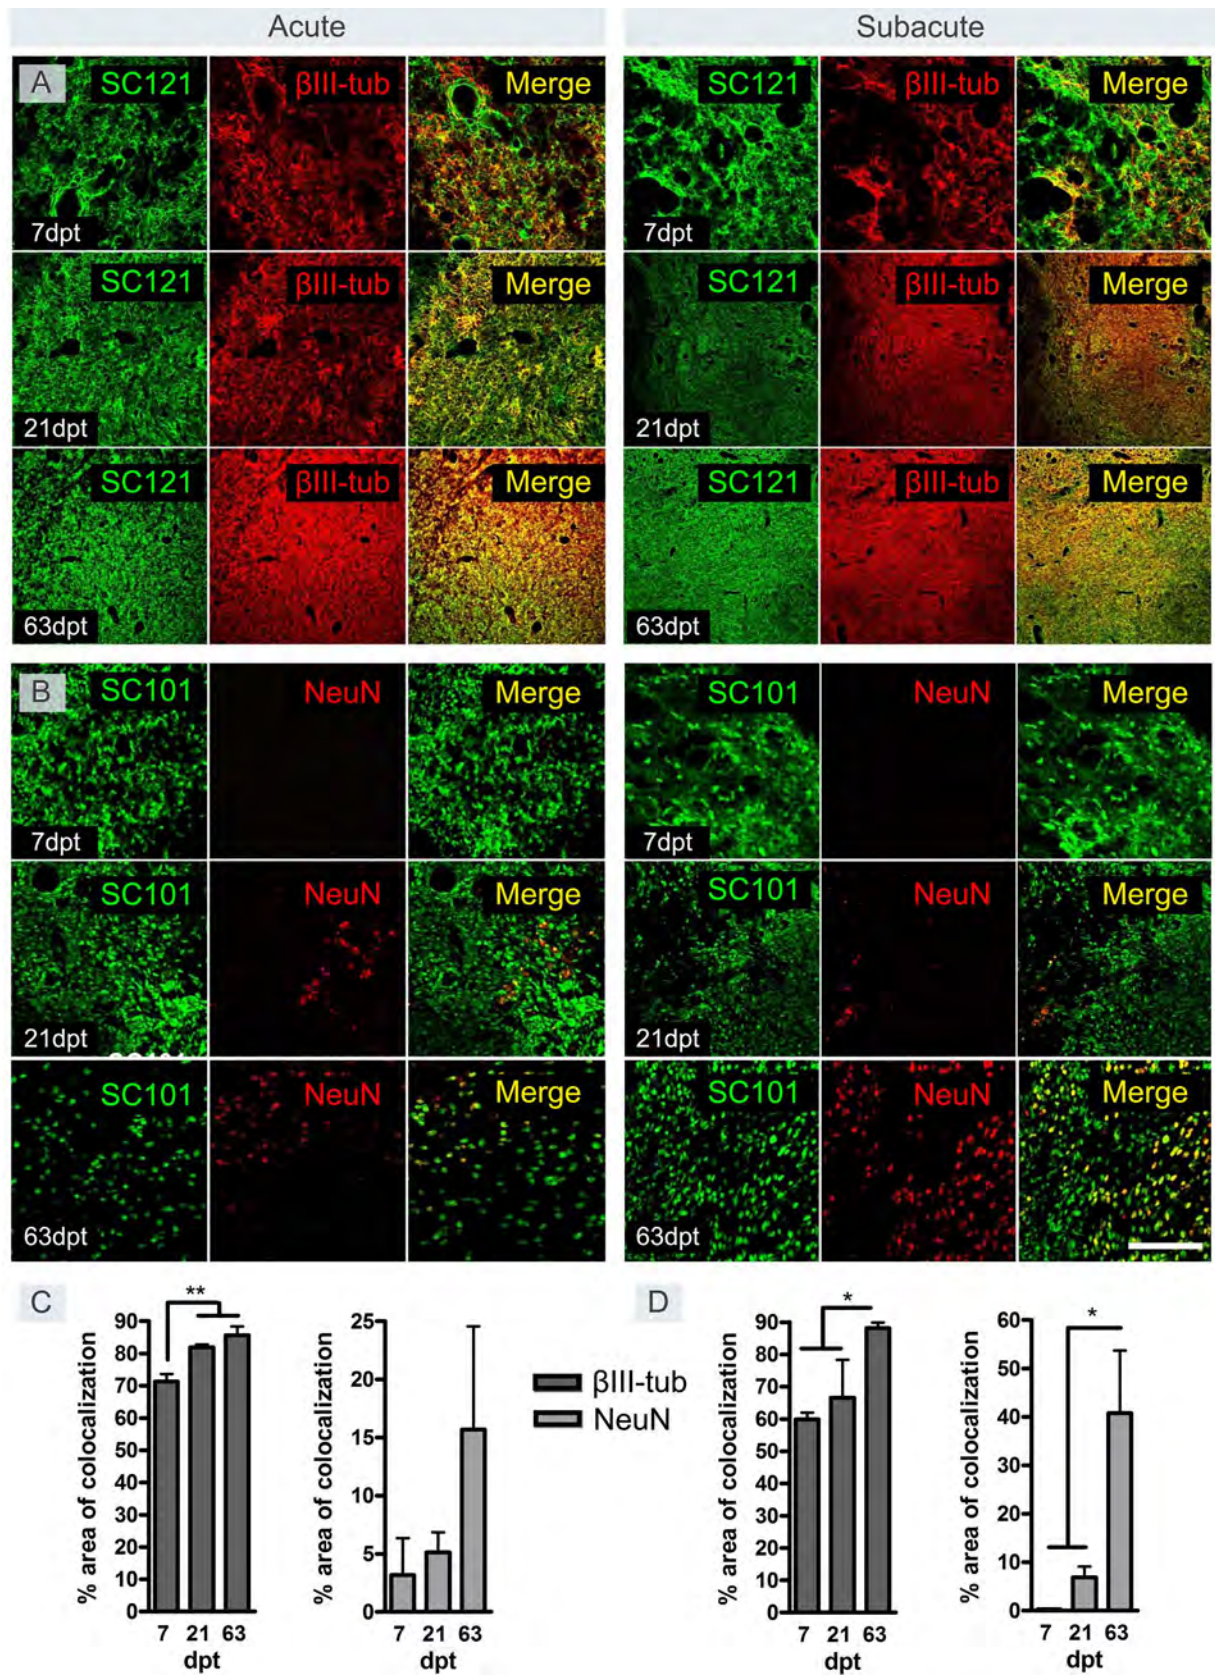 Acute Subacute
A SC121 βIII-tub Merge SC121 βIII-tub Merge
7dpt 7dpt
SC121 βIII-tub Merge SC121 βIII-tub Merge
21dpt 21dpt
SC121 βIII-tub Merge SC121 βIII-tub Merge
63dpt 63dpt
B SC101 NeuN Merge SC101 NeuN Merge
7dpt 7dpt
SC101 NeuN Merge SC101 NeuN Merge
21dpt 21dpt
SC101 NeuN Merge SC101 NeuN Merge
63dpt 63dpt
C
**
% area of colocalization
90
80
70
60
50
40
30
20
10
0
7 21 63
dpt
% area of colocalization
25
20
15
10
5
0
7 21 63
dpt
βIII-tub
NeuN
D
*
% area of colocalization
90
80
70
60
50
40
30
20
10
0
7 21 63
dpt
*
% area of colocalization
60
50
40
30
20
10
0
7 21 63
dpt